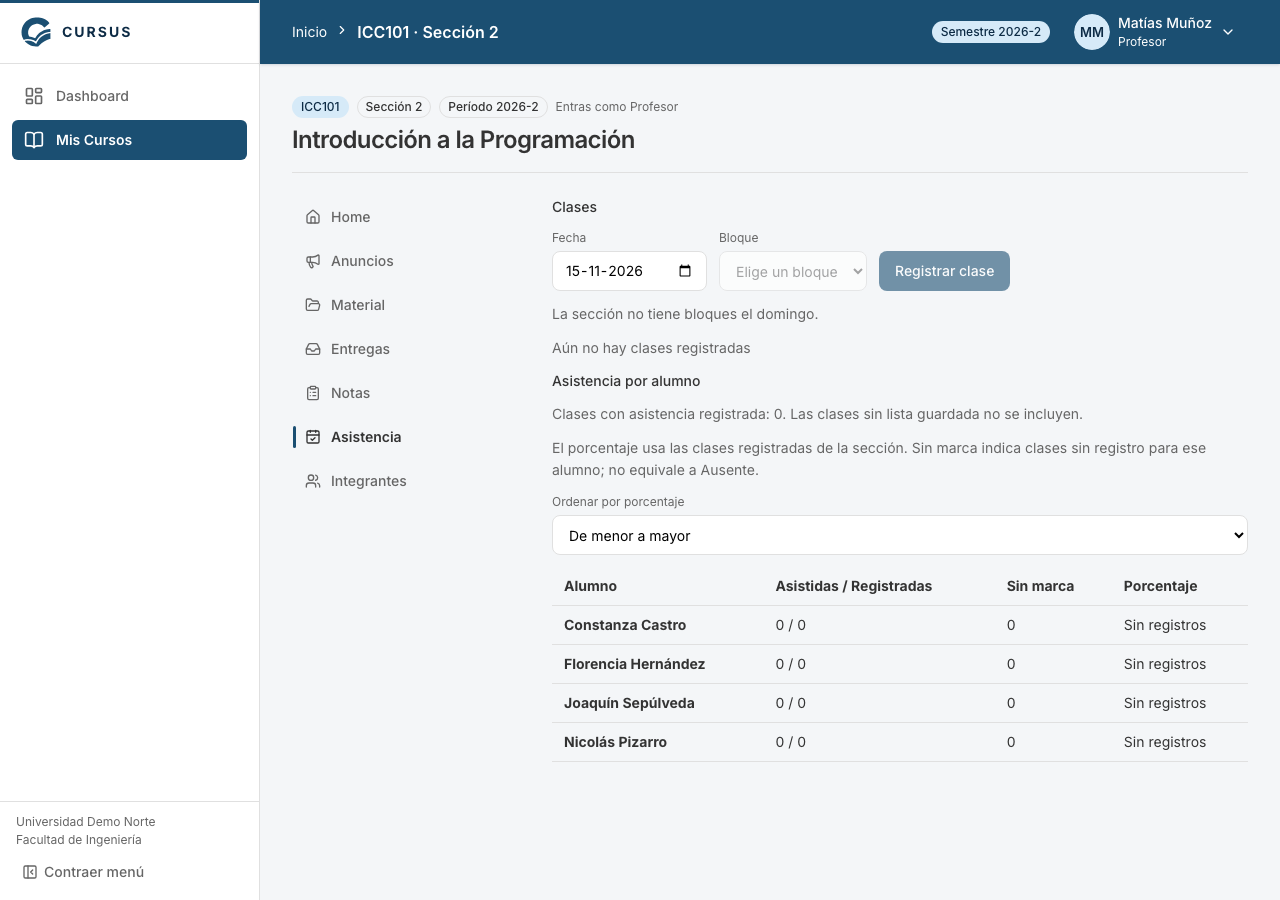 CURSUS
Inicio
ICC101 · Sección 2
Semestre 2026-2
MM
Matías Muñoz
Profesor
Dashboard
Mis Cursos
ICC101
Sección 2
Período 2026-2
Entras como Profesor
Introducción a la Programación
Home
Anuncios
Material
Entregas
Notas
Asistencia
Integrantes
Clases
Fecha
Bloque
15-11-2026
Elige un bloque
Registrar clase
La sección no tiene bloques el domingo.
Aún no hay clases registradas
Asistencia por alumno
Clases con asistencia registrada: 0. Las clases sin lista guardada no se incluyen.
El porcentaje usa las clases registradas de la sección. Sin marca indica clases sin registro para ese
alumno; no equivale a Ausente.
Ordenar por porcentaje
De menor a mayor
Alumno Asistidas / Registradas Sin marca Porcentaje
Constanza Castro 0 / 0 0 Sin registros
Florencia Hernández 0 / 0 0 Sin registros
Joaquín Sepúlveda 0 / 0 0 Sin registros
Nicolás Pizarro 0 / 0 0 Sin registros
Universidad Demo Norte
Facultad de Ingeniería
Contraer menú